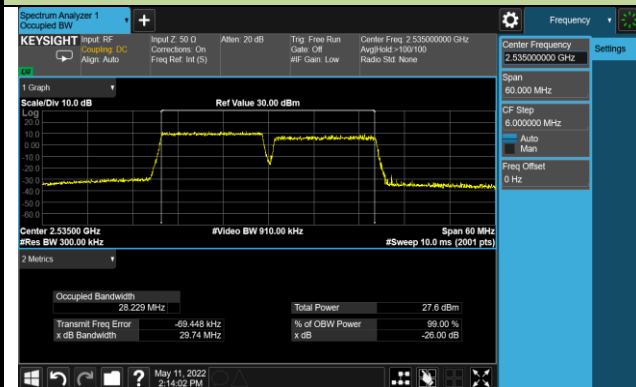 Spectrum Analyzer 1
Occupied BW
Frequency
KEYSIGHT
Input: RF
Coupling: DC
Align: Auto
Input Z: 50 Ω
Corrections: On
Freq Ref: Int (S)
Atten: 20 dB
Trig: Free Run
Gate: Off
#IF Gain: Low
Center Freq: 2.535000000 GHz
Avg|Hold:>100/100
Radio Std: None
Center Frequency
2.535000000 GHz
Settings
Span
60.000 MHz
CF Step
6.000000 MHz
Auto
Man
Freq Offset
0 Hz
1 Graph
Scale/Div 10.0 dB
Ref Value 30.00 dBm
Log
20.0
10.0
0.00
-10.0
-20.0
-30.0
-40.0
-50.0
-60.0
Center 2.53500 GHz
#Video BW 910.00 kHz
Span 60 MHz
#Res BW 300.00 kHz
#Sweep 10.0 ms (2001 pts)
2 Metrics
Occupied Bandwidth
28.229 MHz
Total Power
27.6 dBm
Transmit Freq Error
-69.448 kHz
% of OBW Power
99.00 %
x dB Bandwidth
29.74 MHz
x dB
-26.00 dB
May 11, 2022
2:14:02 PM